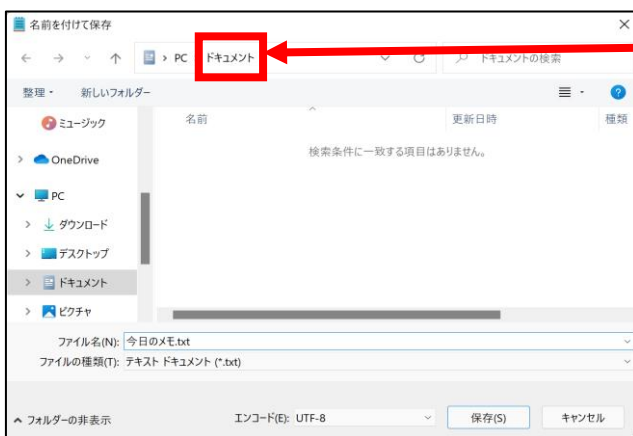 名前を付けて保存
PC ドキュメント
ドキュメントの検索
整理 新しいフォルダー
名前 更新日時 種類
ミュージック
検索条件に一致する項目はありません。
OneDrive
PC
ダウンロード
デスクトップ
ドキュメント
ピクチャ
ファイル名(N): 今日のメモ.txt
ファイルの種類(T): テキスト ドキュメント (*.txt)
フォルダーの非表示 エンコード(E): UTF-8 保存(S) キャンセル